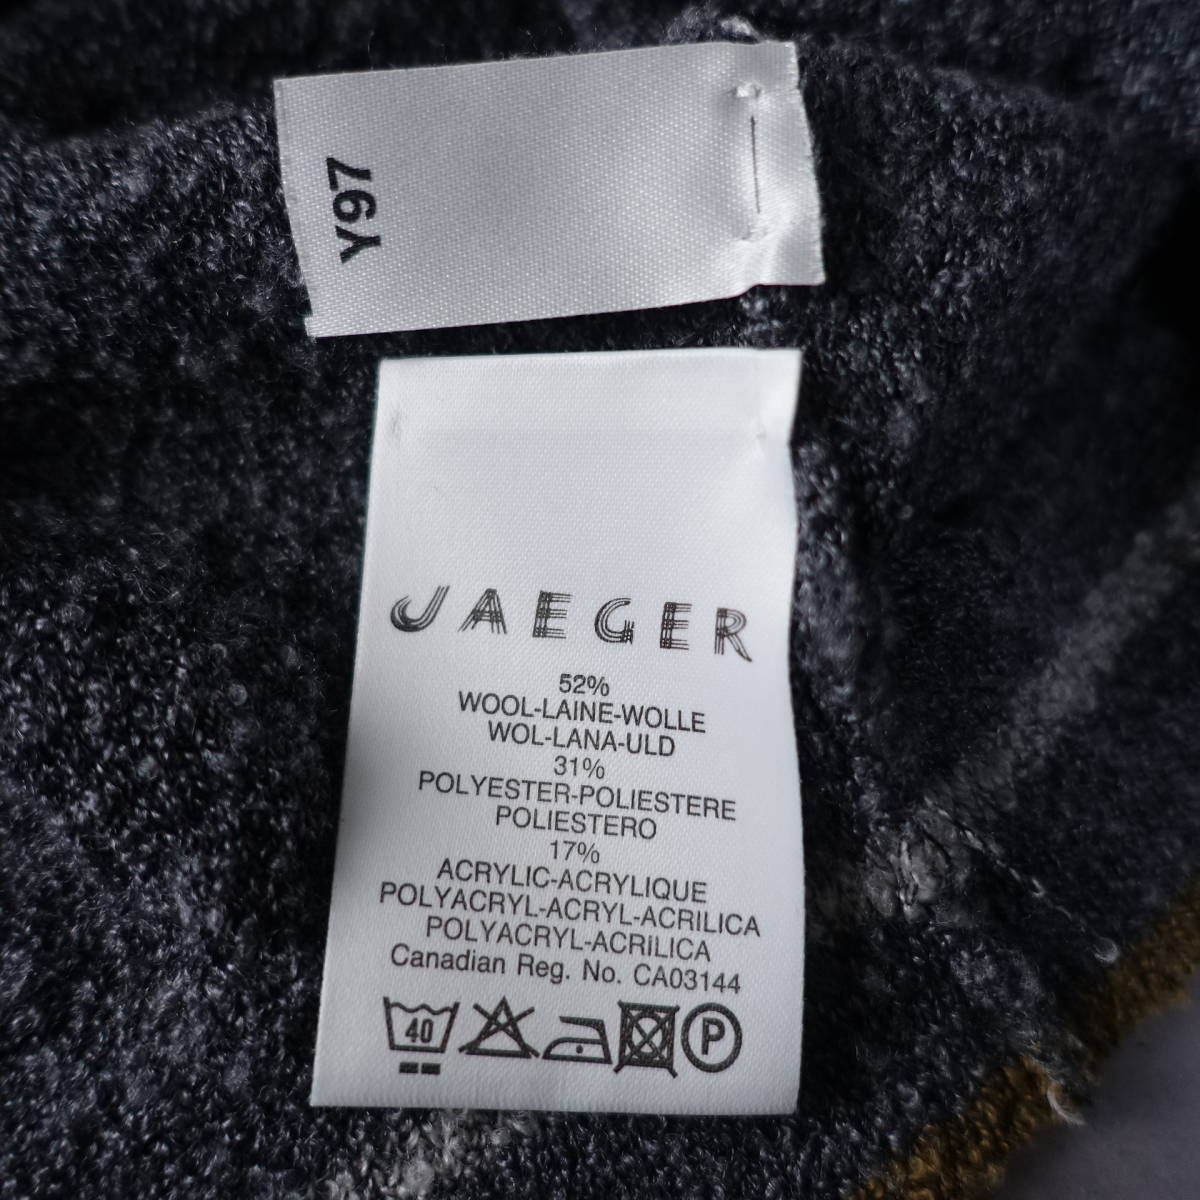 Y97
JAEGER
52%
WOOL-LAINE-WOLLE
WOL-LANA-ULD
31%
POLYESTER-POLIESTERE
POLIESTERO
17%
ACRYLIC-ACRYLIQUE
POLYACRYL-ACRYL-ACRILICA
POLYACRYL-ACRILICA
Canadian Reg. No. CA03144
40 P